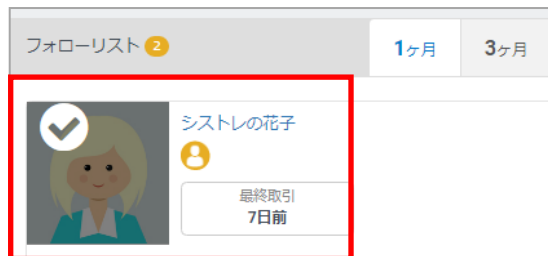 フォローリスト 2
1ヶ月 3ヶ月
シストレの花子
最終取引
7日前